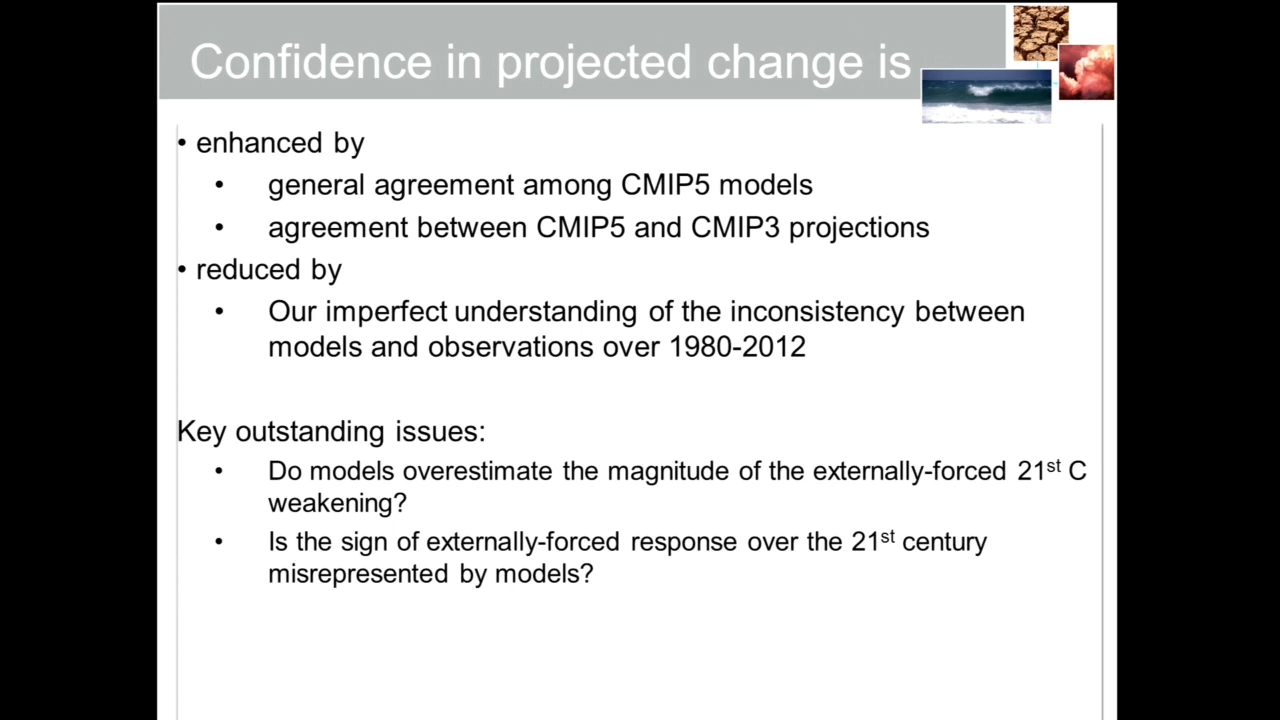 Confidence in projected change is
• enhanced by
• general agreement among CMIP5 models
• agreement between CMIP5 and CMIP3 projections
• reduced by
• Our imperfect understanding of the inconsistency between
models and observations over 1980-2012
Key outstanding issues:
• Do models overestimate the magnitude of the externally-forced 21st C
weakening?
• Is the sign of externally-forced response over the 21st century
misrepresented by models?